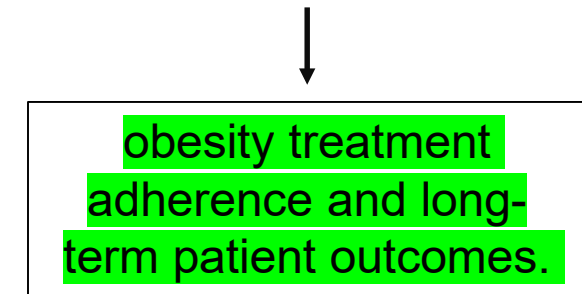 obesity treatment
adherence and long-
term patient outcomes.